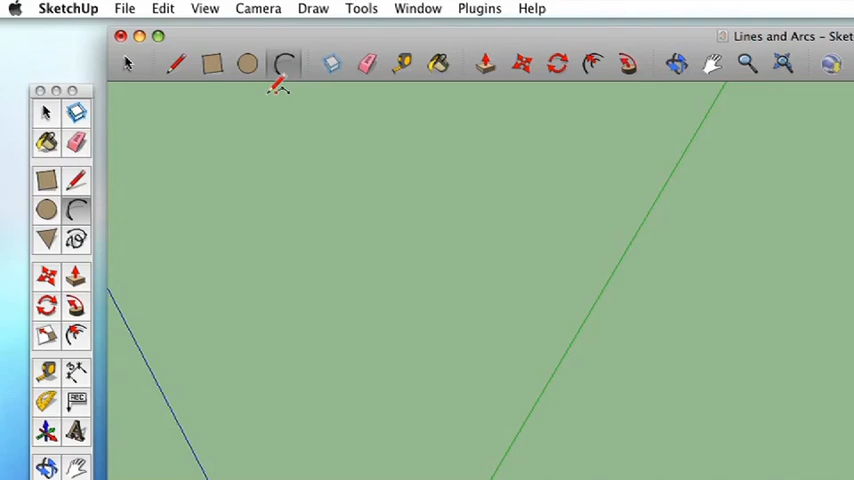 SketchUp File Edit View Camera Draw Tools Window Plugins Help
Lines and Arcs - Sket